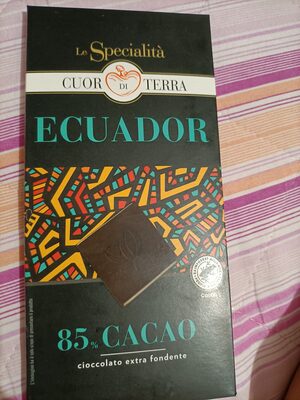 Le Specialità
CUOR DI TERRA
ECUADOR
85% CACAO
cioccolato extra fondente